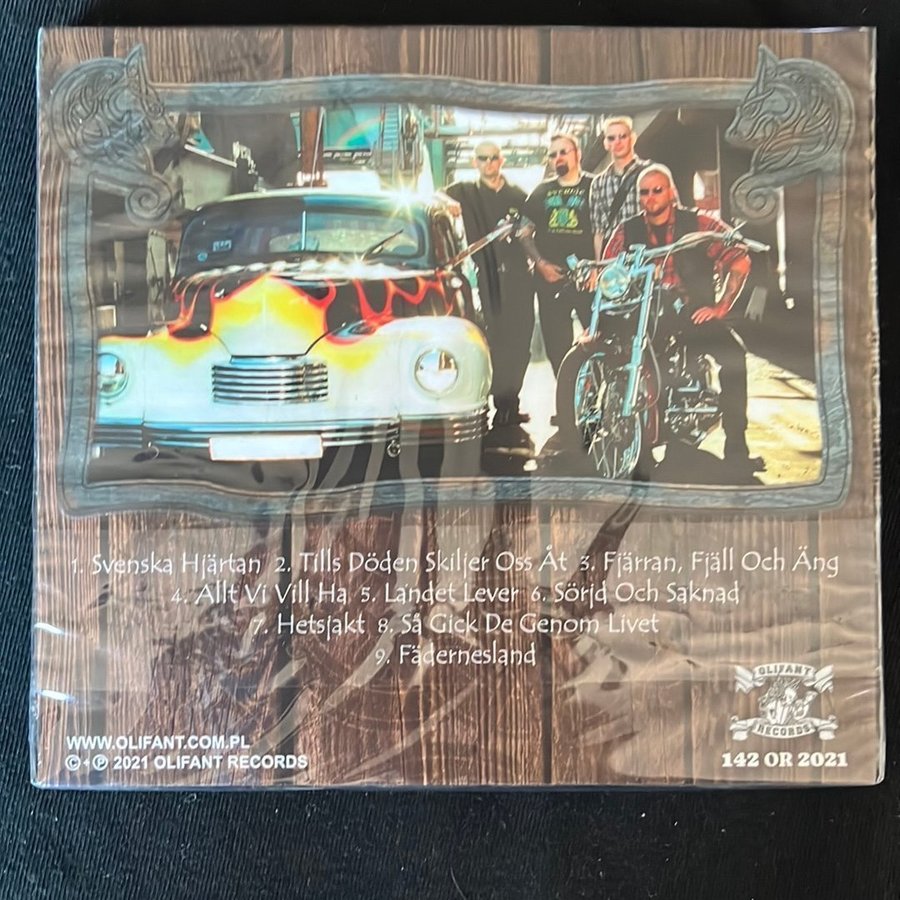 1. Svenska Hjärtan 2. Tills Döden Skiljer Oss Åt 3. Fjärran, Fjäll Och Äng
4. Allt Vi Vill Ha 5. Landet Lever 6. Sörjd Och Saknad
7. Hetsjakt 8. Så Gick De Genom Livet
9. Fädernesland
OLIFANT
RECORDS
WWW.OLIFANT.COM.PL
©+℗ 2021 OLIFANT RECORDS
142 OR 2021